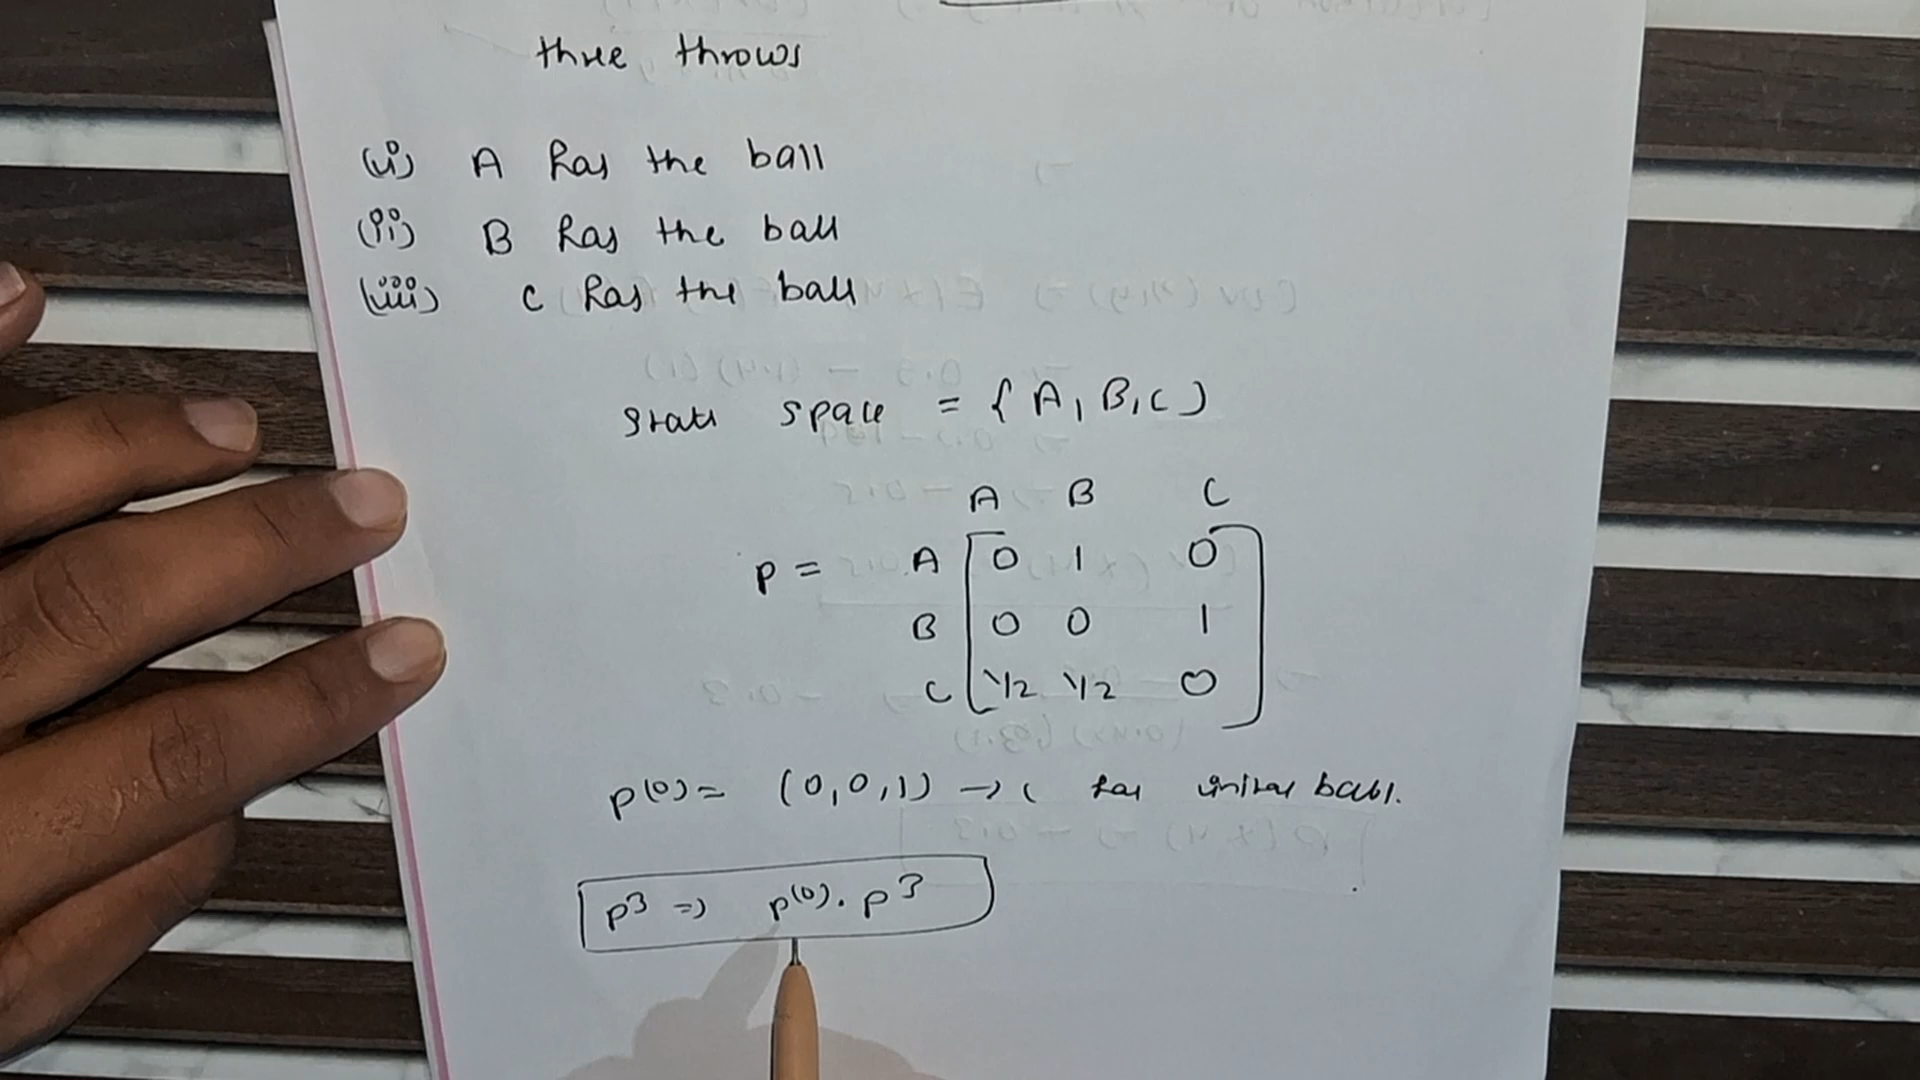 three throws
(i) A has the ball
(ii) B has the ball
(iii) C has the ball
State space = { A, B, C }
A B C
P = A [ 0 1 0 ]
B [ 0 0 1 ]
C [ 1/2 1/2 0 ]
p(0) = (0,0,1) → C has initial ball.
p3 => p(0). p3